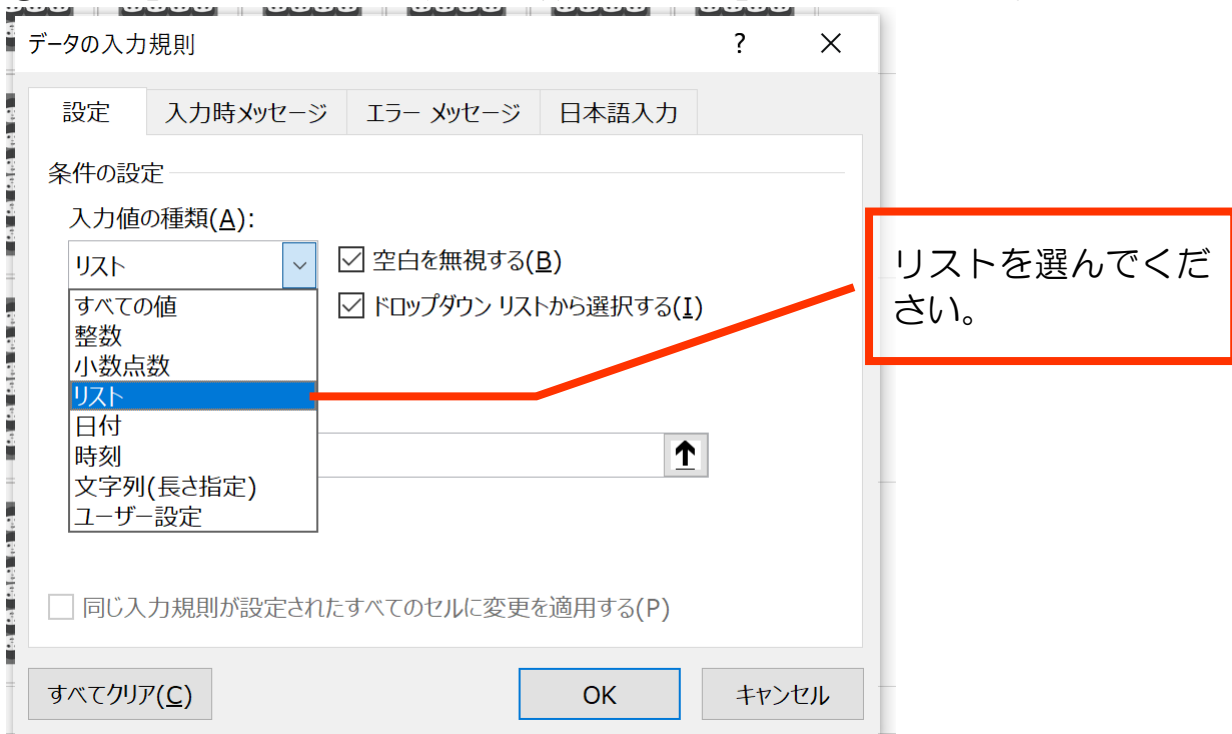 データの入力規則
?
設定
入力時メッセージ
エラー メッセージ
日本語入力
条件の設定
入力値の種類(A):
リスト
空白を無視する(B)
ドロップダウン リストから選択する(I)
すべての値
整数
小数点数
リスト
日付
時刻
文字列(長さ指定)
ユーザー設定
リストを選んでくだ
さい。
同じ入力規則が設定されたすべてのセルに変更を適用する(P)
すべてクリア(C)
OK
キャンセル